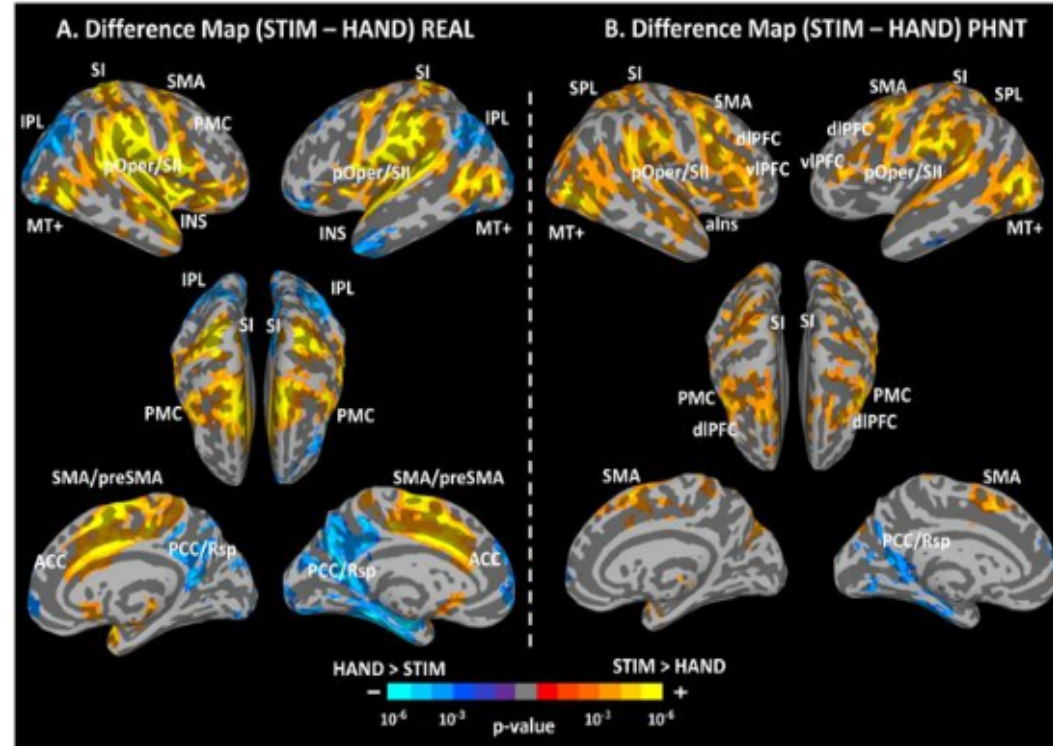 A. Difference Map (STIM – HAND) REAL
SI
SMA
IPL
PMC
pOper/SII
MT+
INS
SI
IPL
pOper/SII
INS
MT+
IPL
IPL
SI
SI
PMC
PMC
SMA/preSMA
SMA/preSMA
ACC
PCC/Rsp
PCC/Rsp
ACC
B. Difference Map (STIM – HAND) PHNT
SPL
SI
SMA
dlPFC
pOper/SII
vlPFC
MT+
aIns
SMA
SI
SPL
dlPFC
vlPFC
pOper/SII
MT+
SI
SI
PMC
PMC
dlPFC
dlPFC
SMA
SMA
PCC/Rsp
HAND > STIM
STIM > HAND
–
+
10⁻⁶
10⁻³
p-value
10⁻³
10⁻⁶